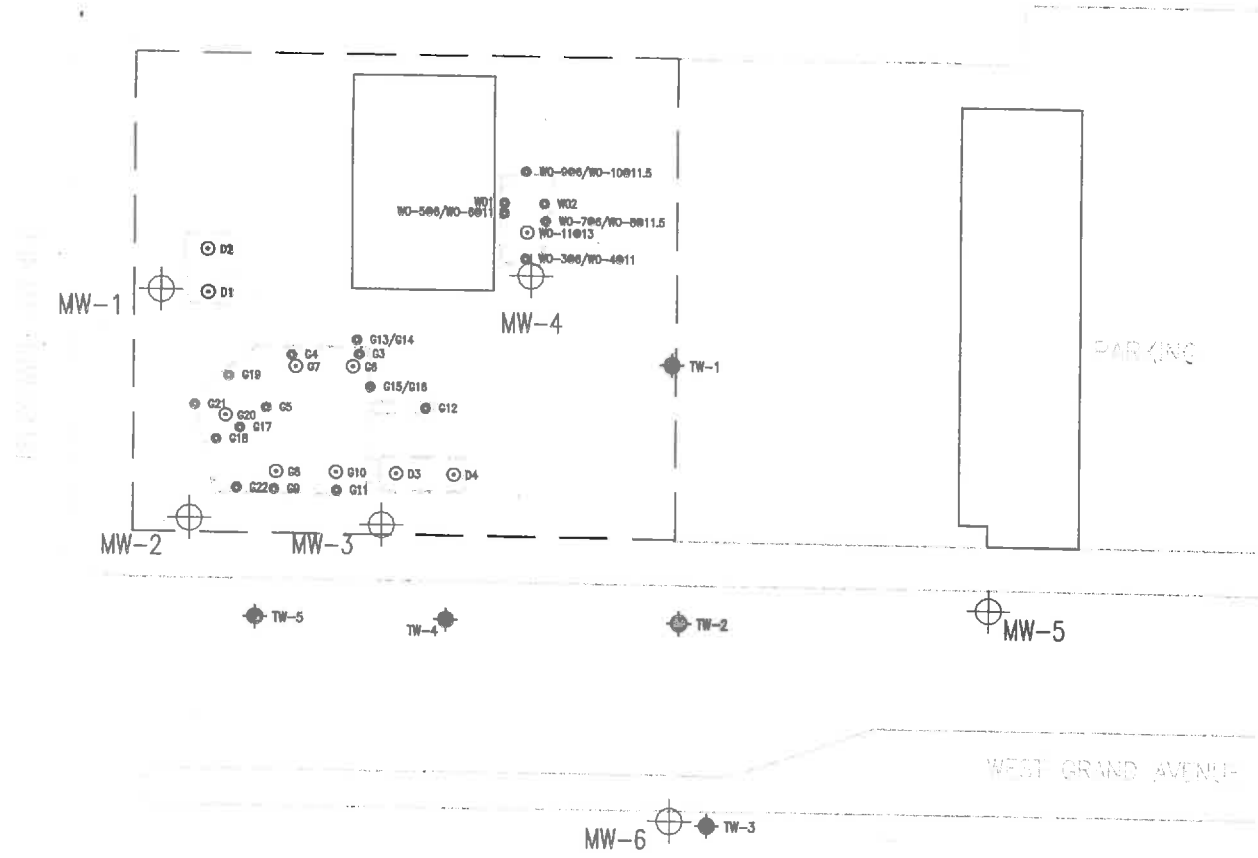 WO-9@6/WO-10@11.5
WO1
WO2
WO-5@6/WO-6@11
WO-7@6/WO-8@11.5
WO-11@13
WO-3@6/WO-4@11
D2
D1
MW-1
MW-4
G13/G14
G4
G3
G7
G6
TW-1
PARKING
G19
G15/G16
G21
G5
G12
G20
G17
G18
G8
G10
D3
D4
G22
G9
G11
MW-2
MW-3
TW-5
TW-4
TW-2
MW-5
WEST GRAND AVENUE
MW-6
TW-3